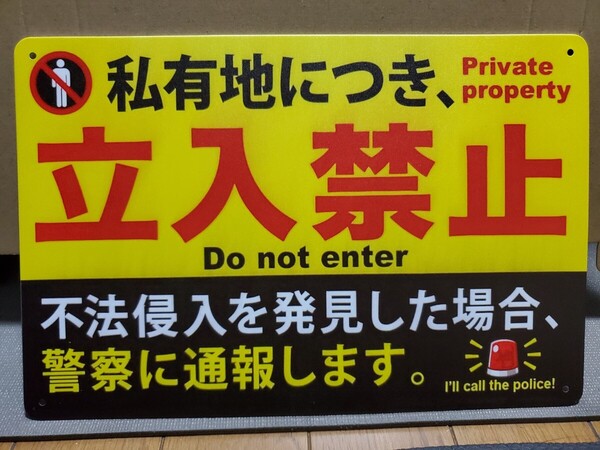 私有地につき、
Private
property
立入禁止
Do not enter
不法侵入を発見した場合、
警察に通報します。
I'll call the police!